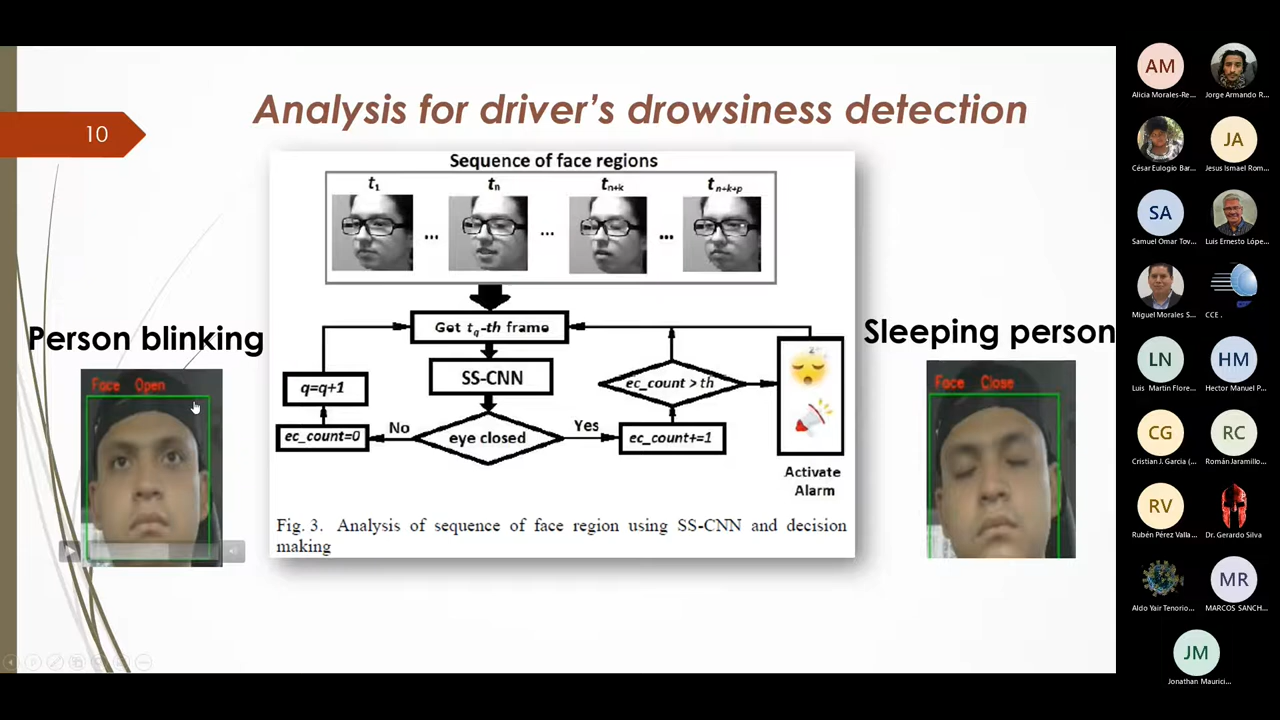 Analysis for driver's drowsiness detection
10
Sequence of face regions
t1
tn
tn+k
tn+k+p
...
...
...
Get tq-th frame
SS-CNN
eye closed
No
ec_count=0
q=q+1
Yes
ec_count+=1
ec_count > th
Activate
Alarm
Fig. 3. Analysis of sequence of face region using SS-CNN and decision
making
Person blinking
Face Open
Sleeping person
Face Close
AM
Alicia Morales-Re...
Jorge Armando R...
César Eulogio Bar...
JA
Jesus Ismael Rom...
SA
Samuel Omar Tov...
Luis Ernesto Lópe...
Miguel Morales S...
CCE .
LN
Luis Martin Flore...
HM
Hector Manuel P...
CG
Cristian J. Garcia (...
RC
Román Jaramillo...
RV
Rubén Pérez Valla...
Dr. Gerardo Silva
Aldo Yair Tenorio...
MR
MARCOS SANCH...
JM
Jonathan Maurici...